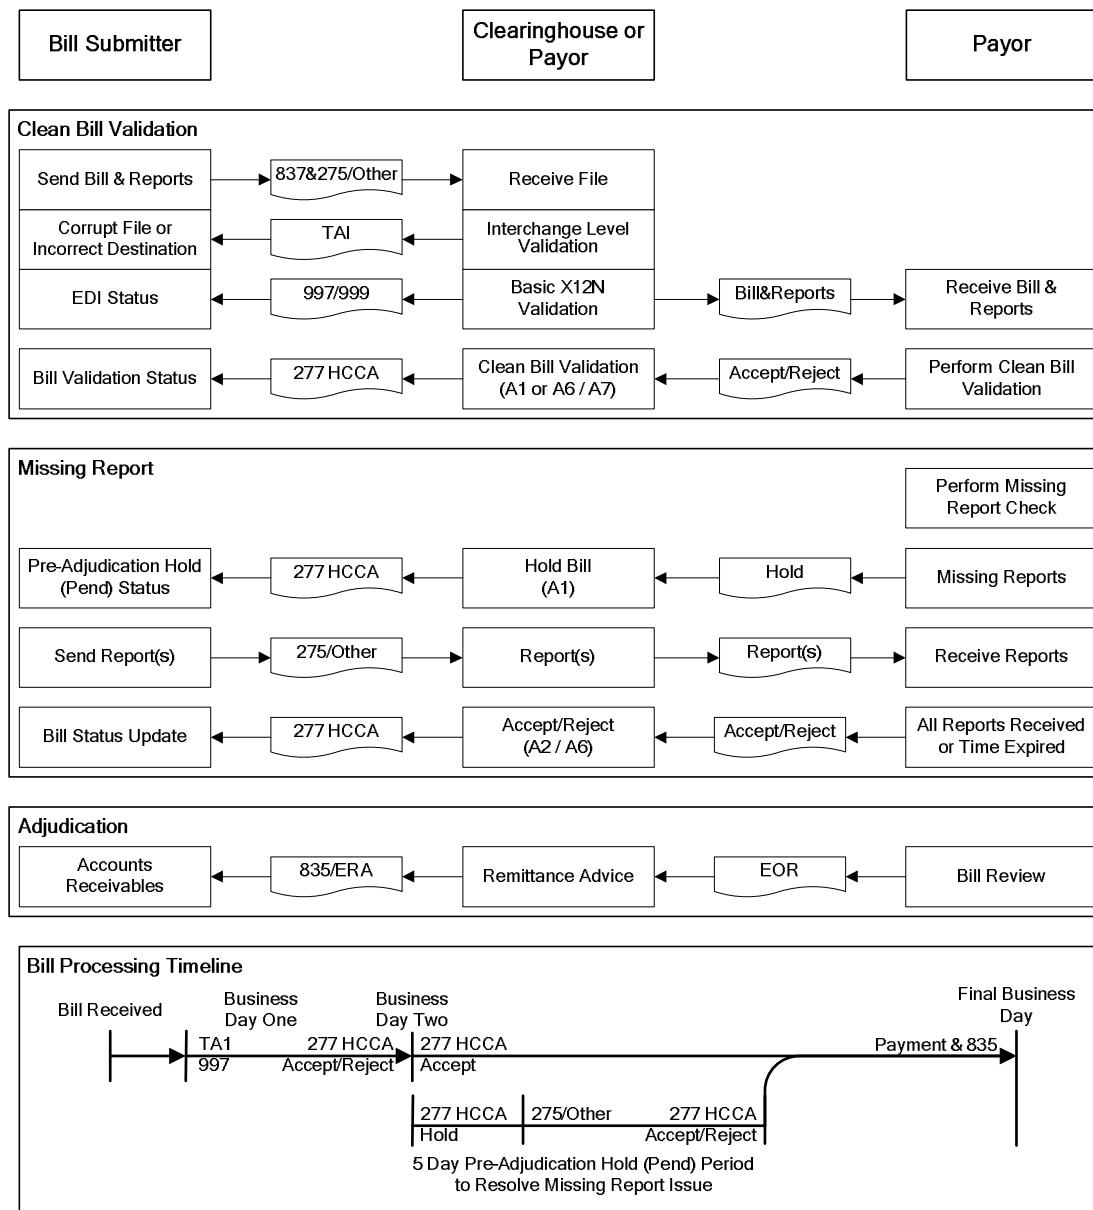 Bill Submitter
Clearinghouse or
Payor
Payor
Clean Bill Validation
Send Bill & Reports
837&275/Other
Receive File
Corrupt File or
Incorrect Destination
TAI
Interchange Level
Validation
EDI Status
997/999
Basic X12N
Validation
Bill&Reports
Receive Bill &
Reports
Bill Validation Status
277 HCCA
Clean Bill Validation
(A1 or A6 / A7)
Accept/Reject
Perform Clean Bill
Validation
Missing Report
Perform Missing
Report Check
Pre-Adjudication Hold
(Pend) Status
277 HCCA
Hold Bill
(A1)
Hold
Missing Reports
Send Report(s)
275/Other
Report(s)
Report(s)
Receive Reports
Bill Status Update
277 HCCA
Accept/Reject
(A2 / A6)
Accept/Reject
All Reports Received
or Time Expired
Adjudication
Accounts
Receivables
835/ERA
Remittance Advice
EOR
Bill Review
Bill Processing Timeline
Bill Received
Business
Day One
Business
Day Two
Final Business
Day
TA1
997
277 HCCA
Accept/Reject
277 HCCA
Accept
Payment & 835
277 HCCA
Hold
275/Other
277 HCCA
Accept/Reject
5 Day Pre-Adjudication Hold (Pend) Period
to Resolve Missing Report Issue